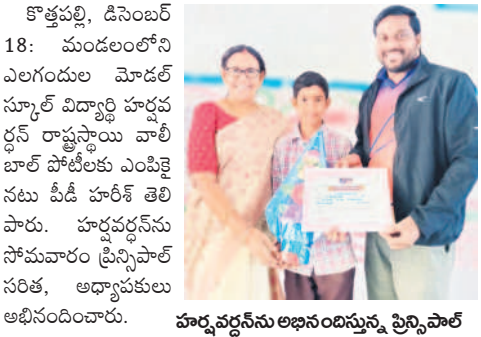 కొత్తపల్లి, డిసెంబర్
18: మండలంలోని
ఎలగందుల మోడల్
స్కూల్ విద్యార్థి హర్షవ
ర్ధన్ రాష్ట్రస్థాయి వాలీ
బాల్ పోటీలకు ఎంపికై
నటు పీడీ హరీశ్ తెలి
పారు. హర్షవర్ధన్‌ను
సోమవారం ప్రిన్సిపాల్
సరిత, అధ్యాపకులు
అభినందించారు.
హర్షవర్దన్‌ను అభినందిస్తున్న ప్రిన్సిపాల్